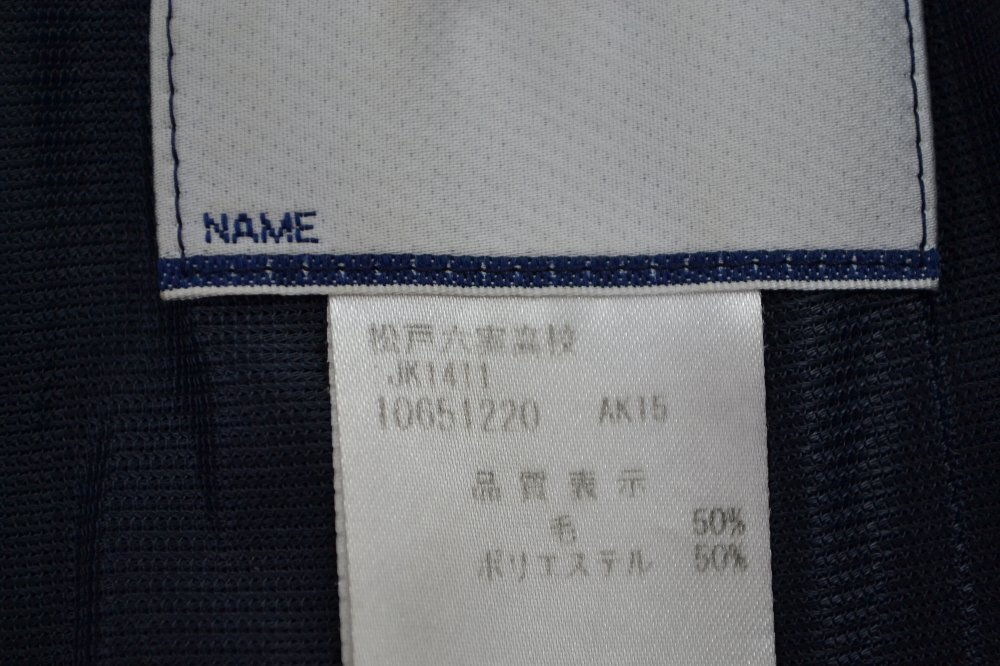 NAME
松戸六実高校
JK1411
10651220 AK15
品質表示
毛 50%
ポリエステル 50%